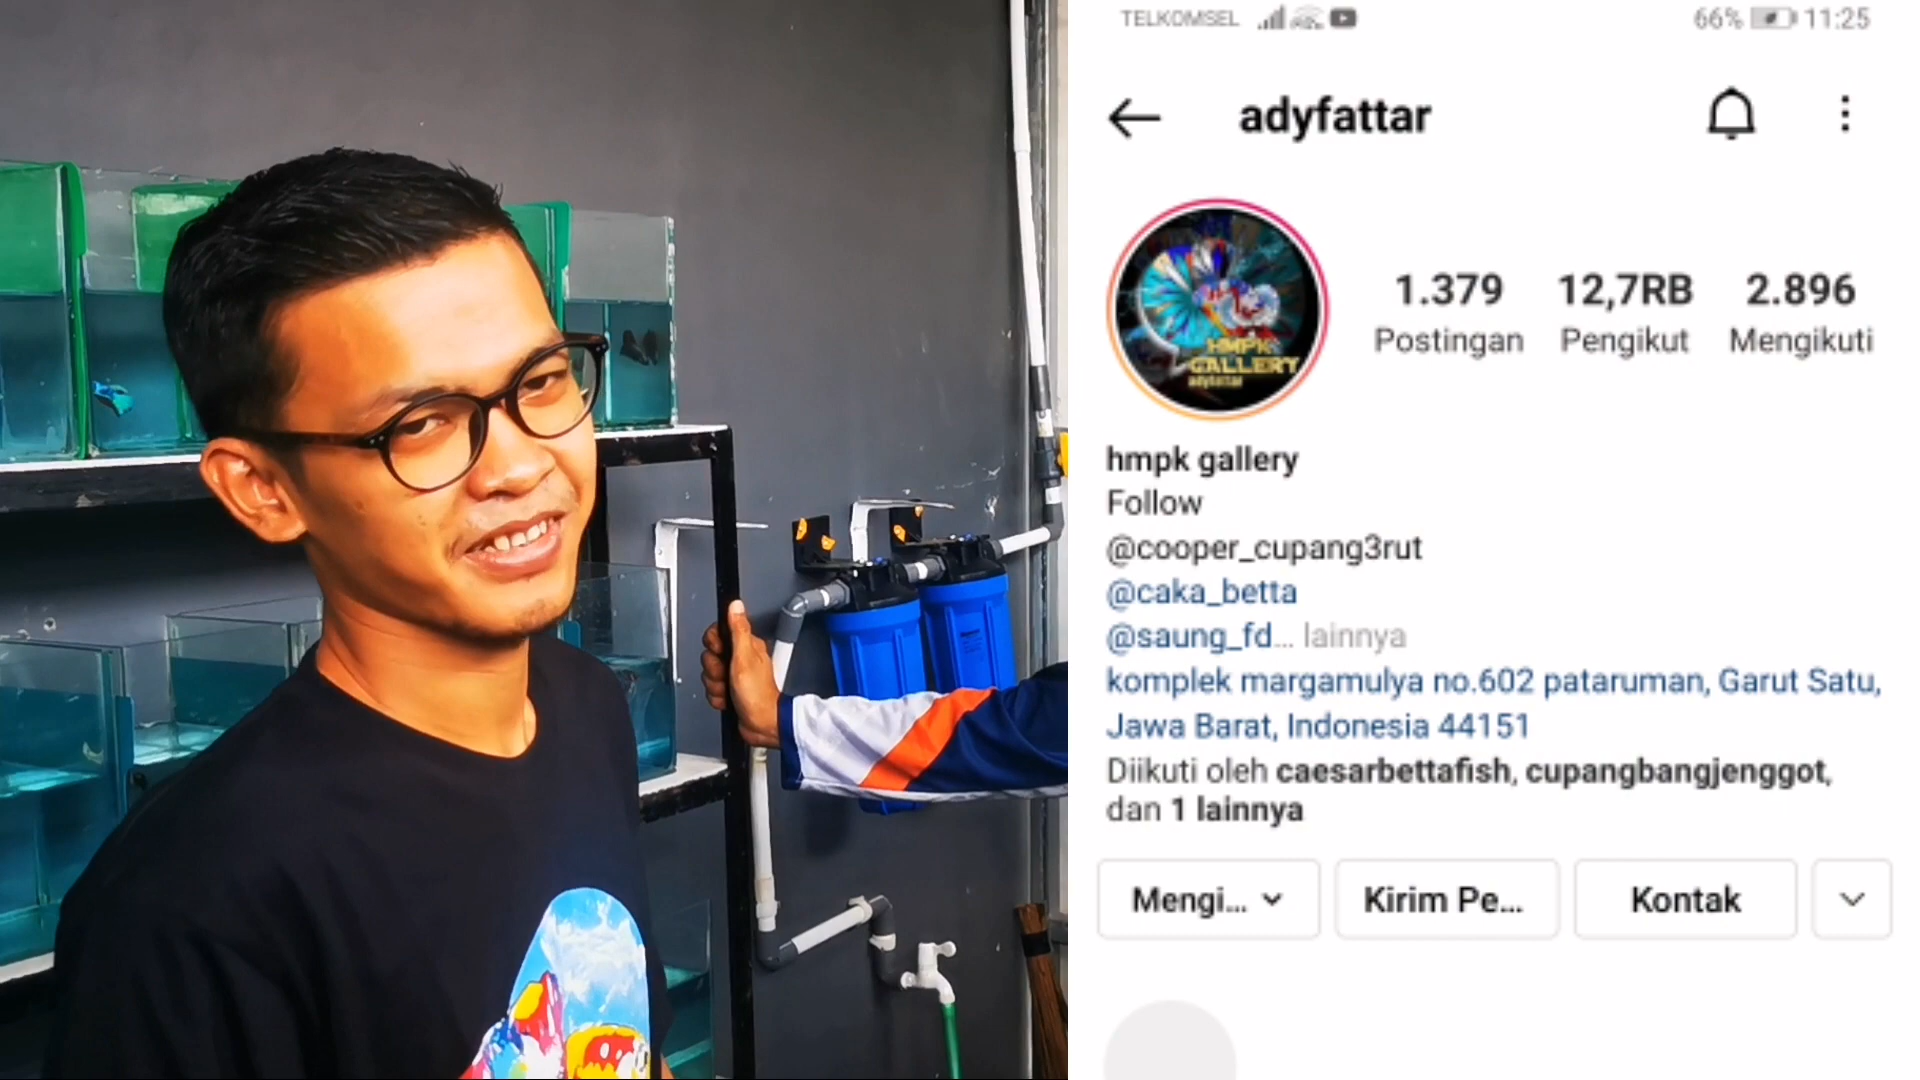 TELKOMSEL
66% 11:25
adyfattar
HMPK
GALLERY
adyfattar
1.379 12,7RB 2.896
Postingan Pengikut Mengikuti
hmpk gallery
Follow
@cooper_cupang3rut
@caka_betta
@saung_fd... lainnya
komplek margamulya no.602 pataruman, Garut Satu,
Jawa Barat, Indonesia 44151
Diikuti oleh caesarbettafish, cupangbangjenggot,
dan 1 lainnya
Mengi... Kirim Pe... Kontak